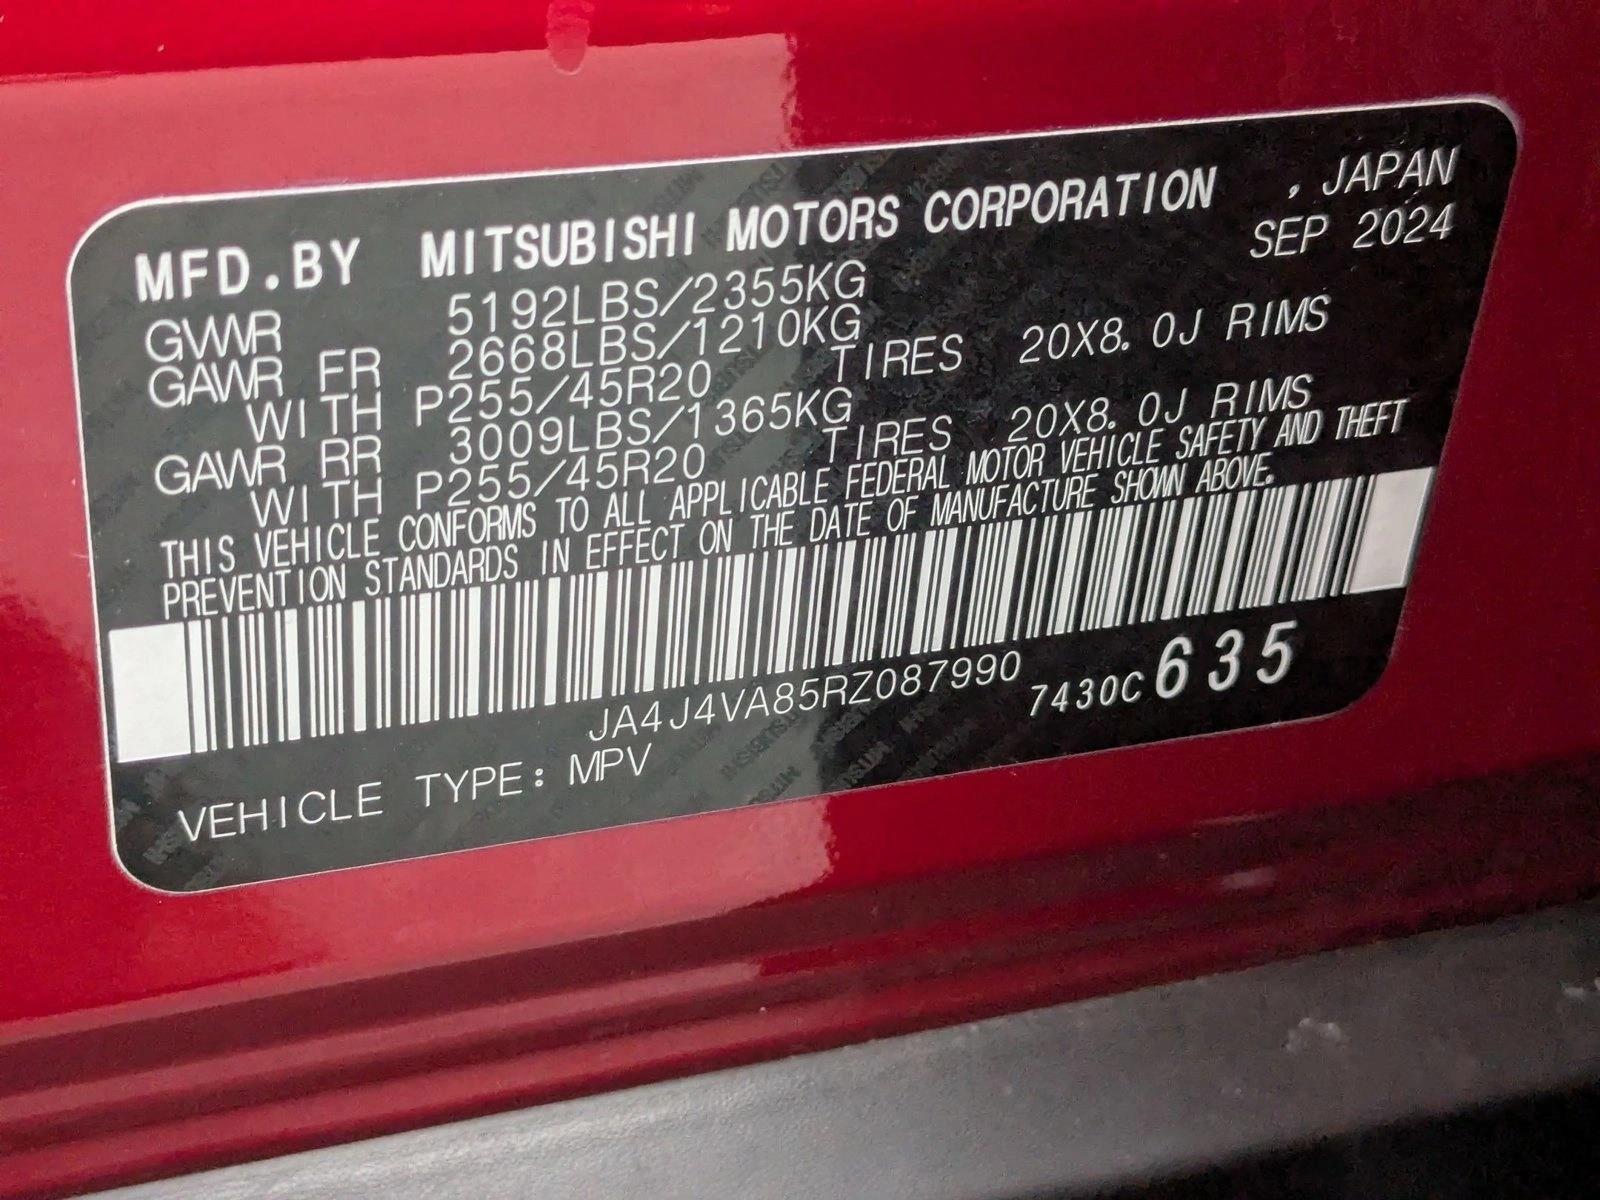 MFD.BY MITSUBISHI MOTORS CORPORATION , JAPAN
SEP 2024
GVWR 5192LBS/2355KG
GAWR FR 2668LBS/1210KG
WITH P255/45R20 TIRES 20X8.0J RIMS
GAWR RR 3009LBS/1365KG
WITH P255/45R20 TIRES 20X8.0J RIMS
THIS VEHICLE CONFORMS TO ALL APPLICABLE FEDERAL MOTOR VEHICLE SAFETY AND THEFT
PREVENTION STANDARDS IN EFFECT ON THE DATE OF MANUFACTURE SHOWN ABOVE.
JA4J4VA85RZ087990 7430C 635
VEHICLE TYPE: MPV